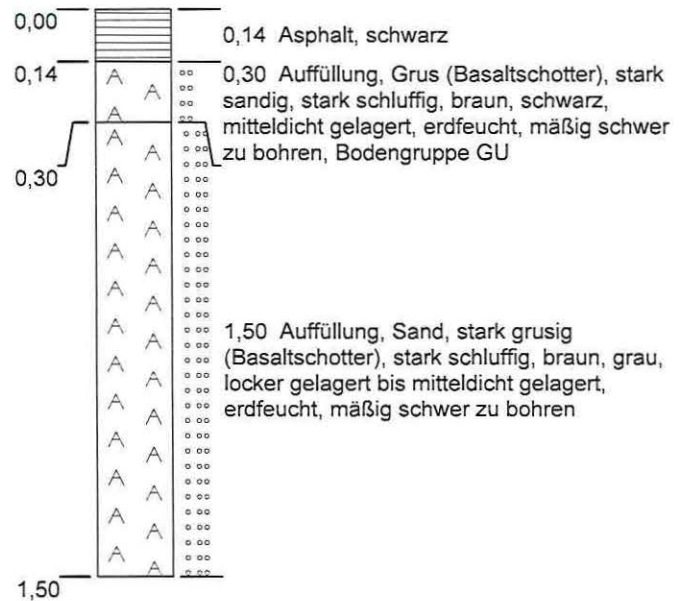 0,00
0,14 Asphalt, schwarz
0,14
0,30 Auffüllung, Grus (Basaltschotter), stark
sandig, stark schluffig, braun, schwarz,
mitteldicht gelagert, erdfeucht, mäßig schwer
zu bohren, Bodengruppe GU
0,30
1,50 Auffüllung, Sand, stark grusig
(Basaltschotter), stark schluffig, braun, grau,
locker gelagert bis mitteldicht gelagert,
erdfeucht, mäßig schwer zu bohren
1,50